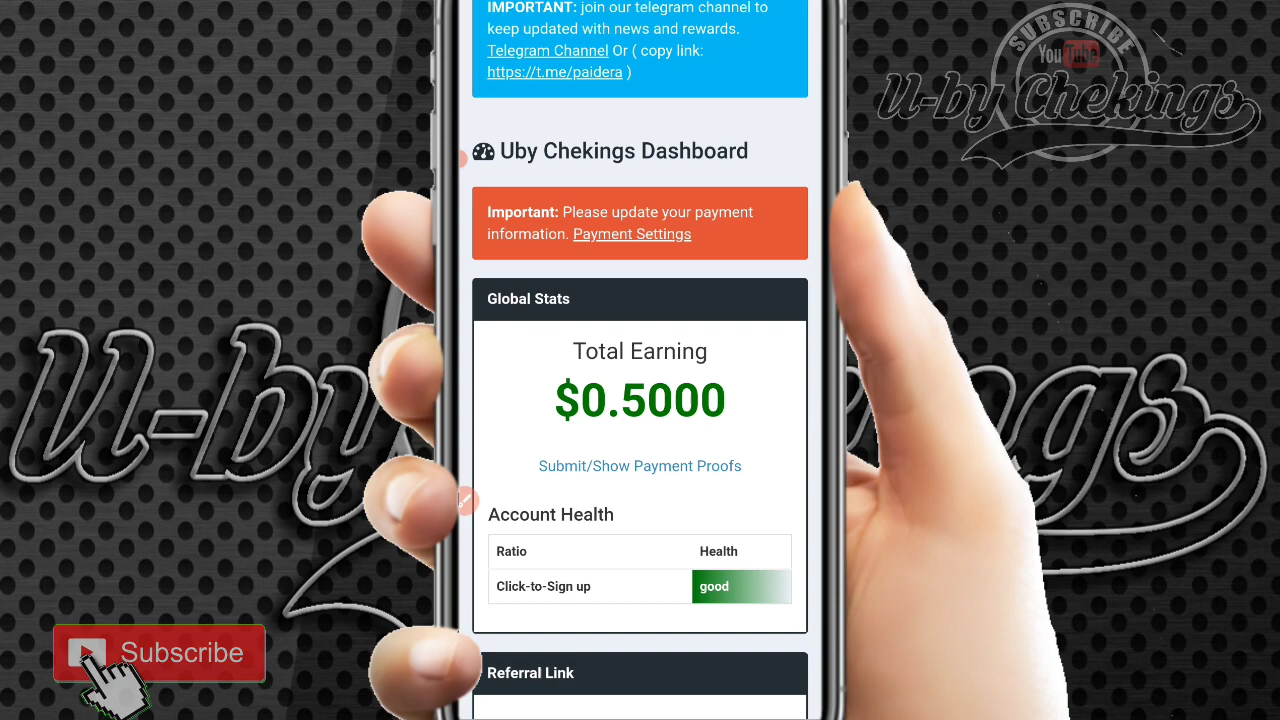 IMPORTANT: join our telegram channel to
keep updated with news and rewards.
Telegram Channel Or ( copy link:
https://t.me/paidera )
SUBSCRIBE
YouTube
U-by Chekings
Uby Chekings Dashboard
Important: Please update your payment
information. Payment Settings
Global Stats
Total Earning
$0.5000
Submit/Show Payment Proofs
Account Health
Ratio Health
Click-to-Sign up good
Referral Link
U-by
ngs
Subscribe